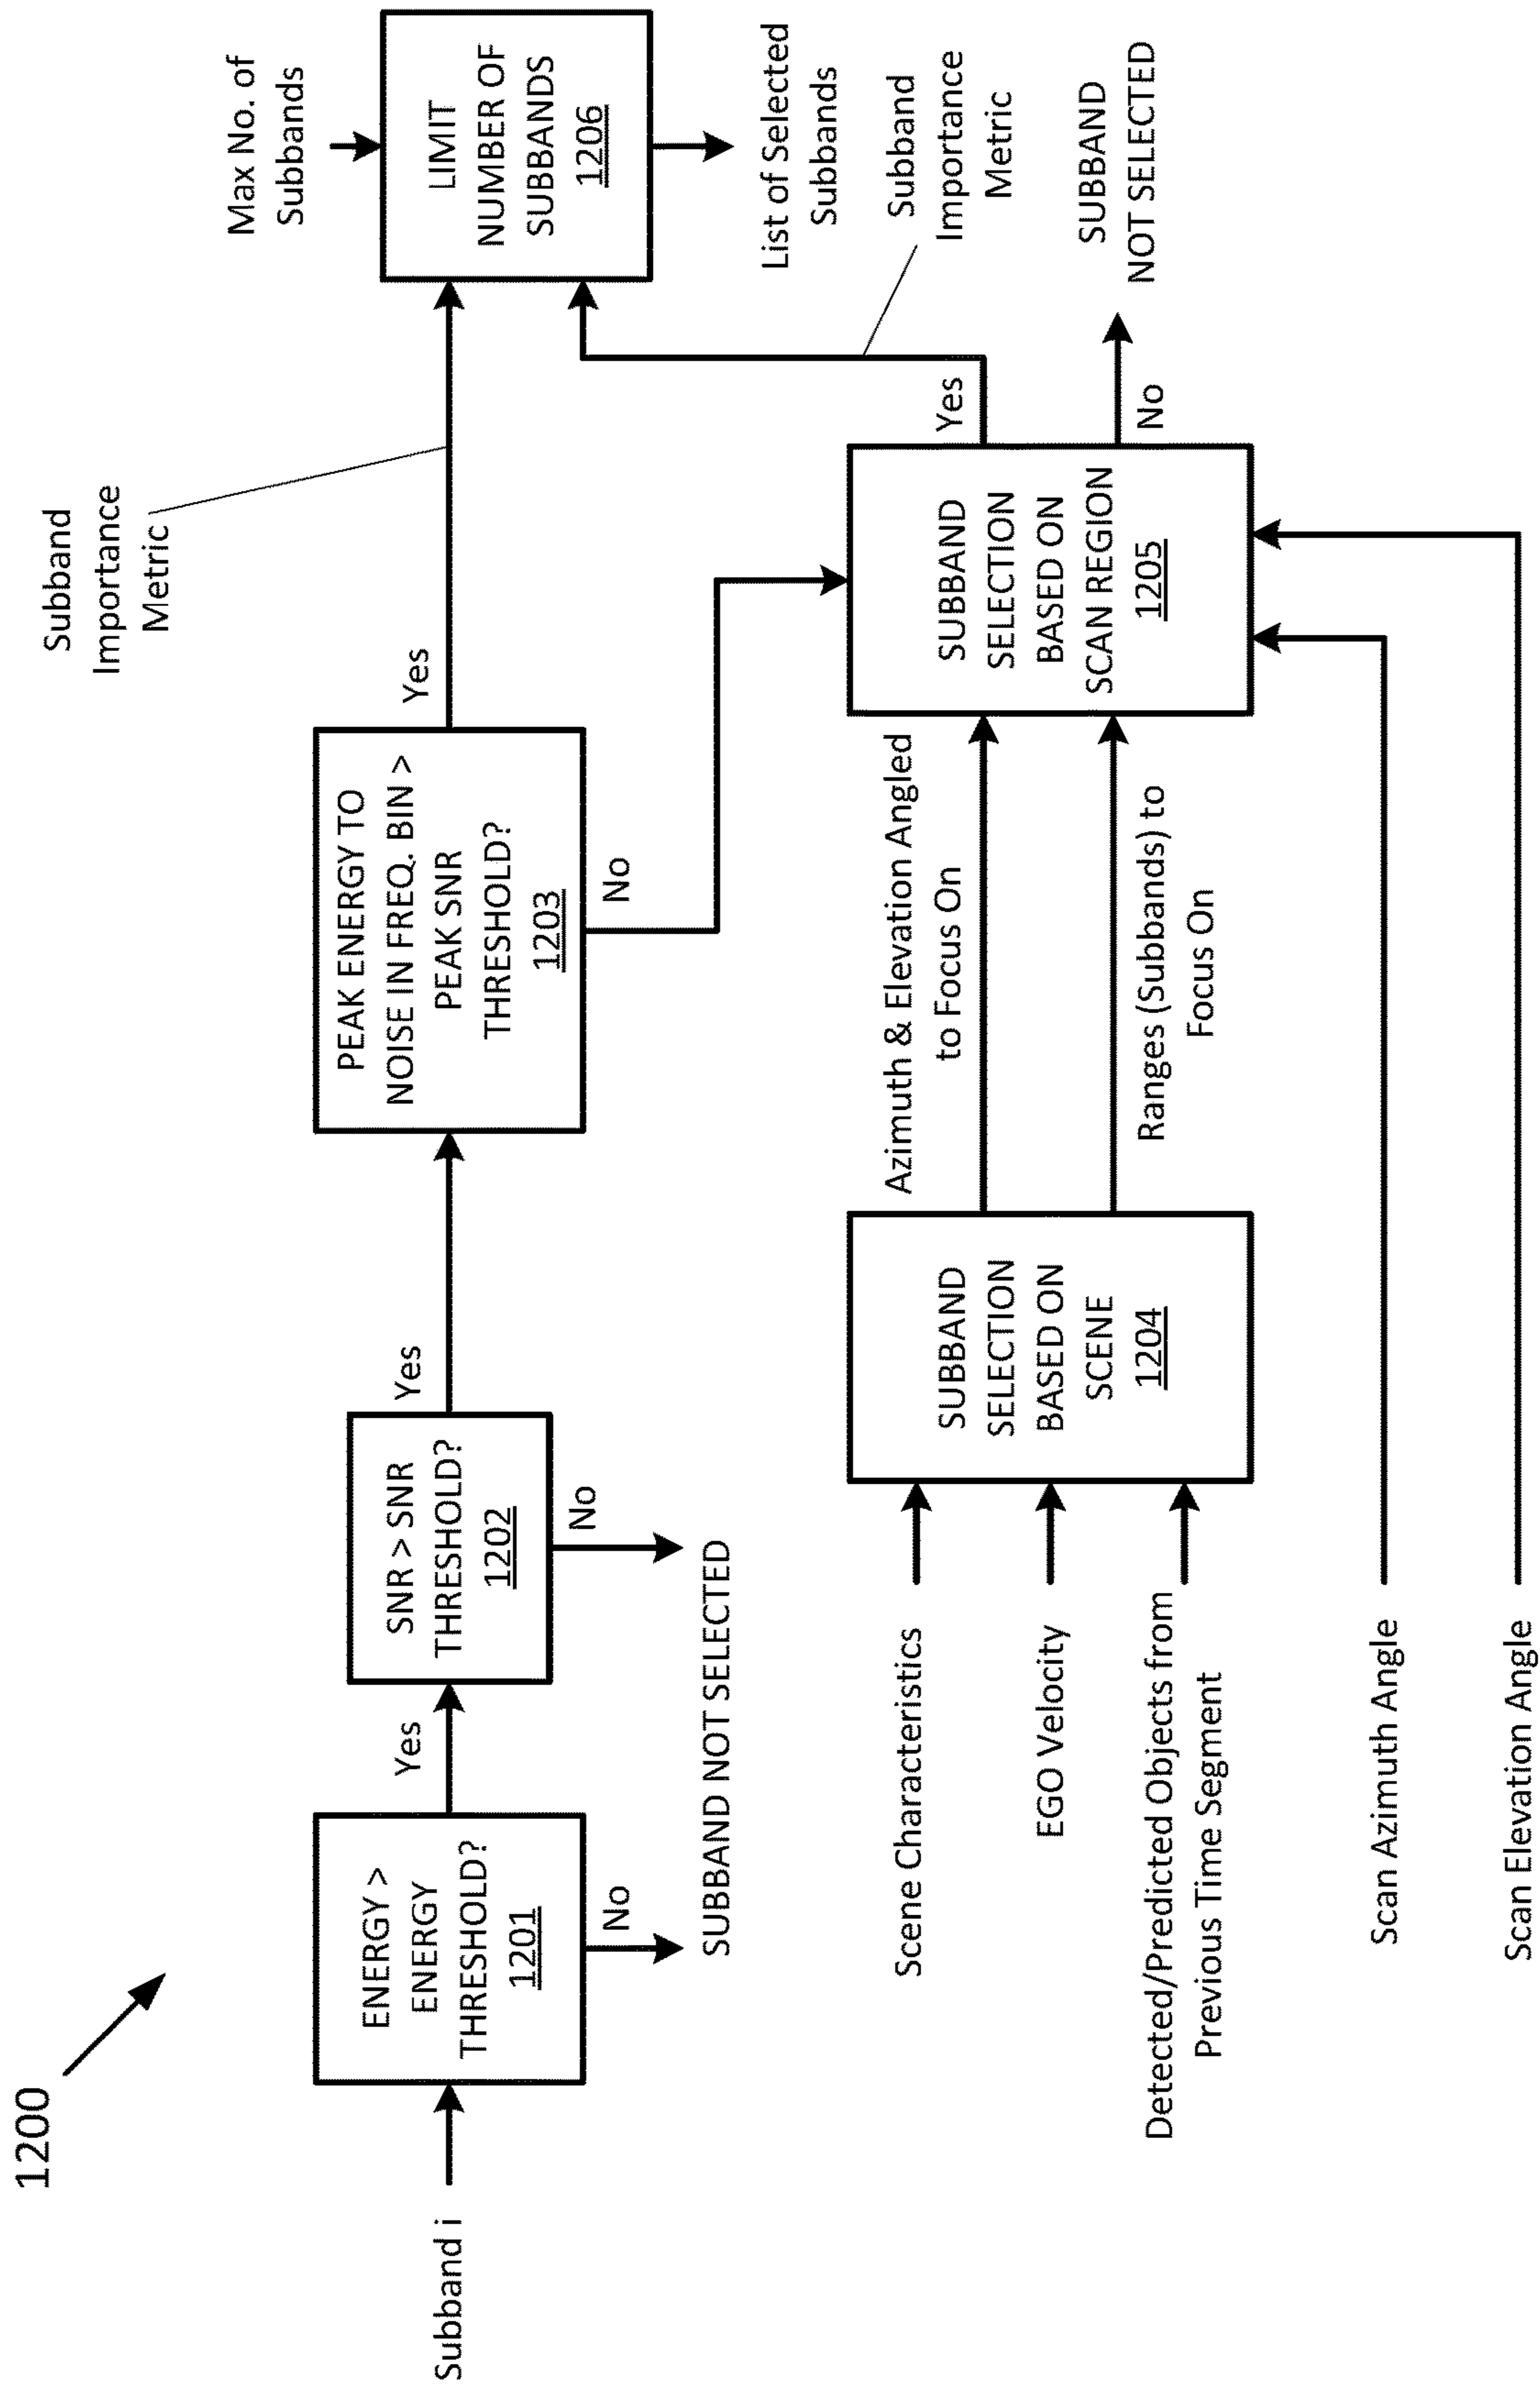 1200
Subband i
ENERGY >
ENERGY
THRESHOLD?
1201
Yes
No
SNR > SNR
THRESHOLD?
1202
Yes
No
SUBBAND NOT SELECTED
PEAK ENERGY TO
NOISE IN FREQ. BIN >
PEAK SNR
THRESHOLD?
1203
Yes
No
Subband
Importance
Metric
Max No. of
Subbands
LIMIT
NUMBER OF
SUBBANDS
1206
List of Selected
Subbands
Scene Characteristics
EGO Velocity
Detected/Predicted Objects from
Previous Time Segment
SUBBAND
SELECTION
BASED ON
SCENE
1204
Azimuth & Elevation Angled
to Focus On
Ranges (Subbands) to
Focus On
SUBBAND
SELECTION
BASED ON
SCAN REGION
1205
Yes
No
Subband
Importance
Metric
SUBBAND
NOT SELECTED
Scan Azimuth Angle
Scan Elevation Angle